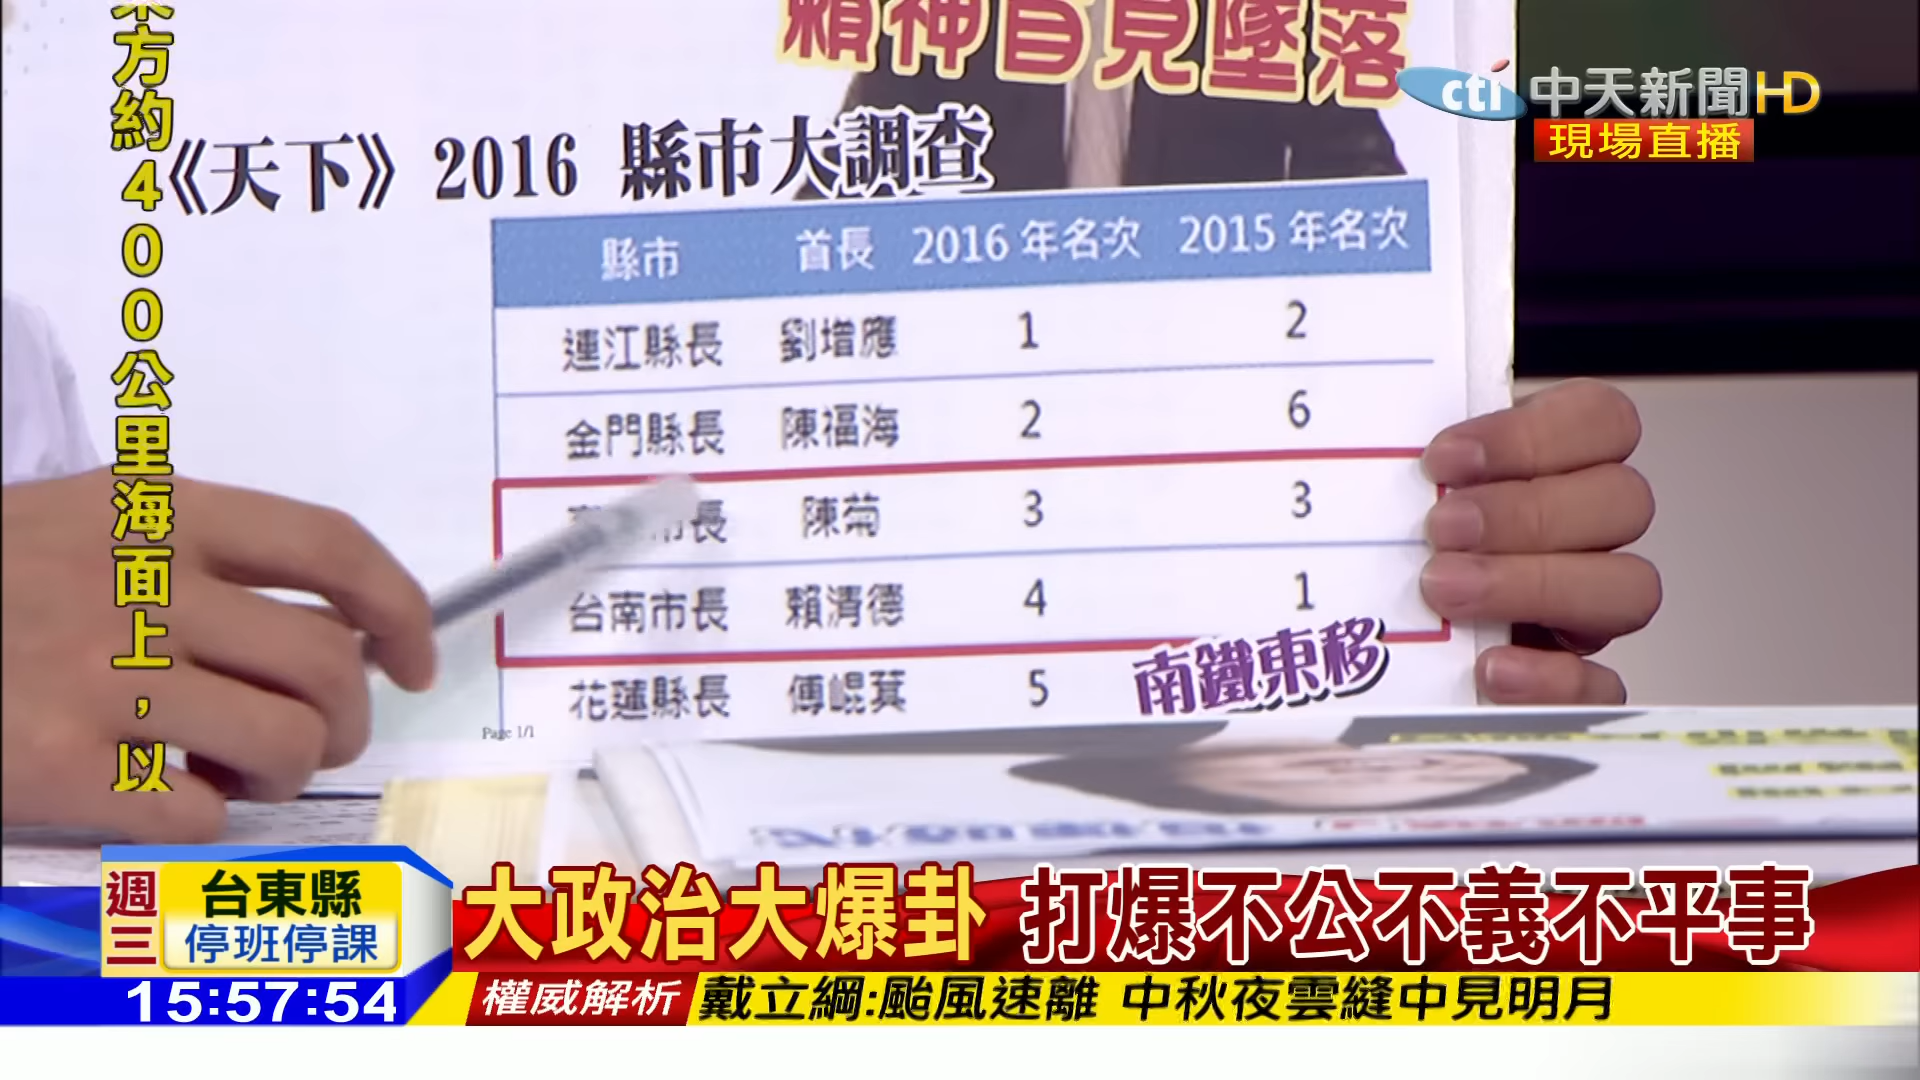 賴神首見墜落
cti 中天新聞HD
現場直播
方約400公里海面上，以
《天下》2016 縣市大調查
縣市 首長 2016年名次 2015年名次
連江縣長 劉增應 1 2
金門縣長 陳福海 2 6
市長 陳菊 3 3
台南市長 賴清德 4 1
花蓮縣長 傅崐萁 5
南鐵東移
Page 1/1
週三 台東縣
停班停課
大政治大爆卦 打爆不公不義不平事
15:57:54
權威解析 戴立綱:颱風速離 中秋夜雲縫中見明月